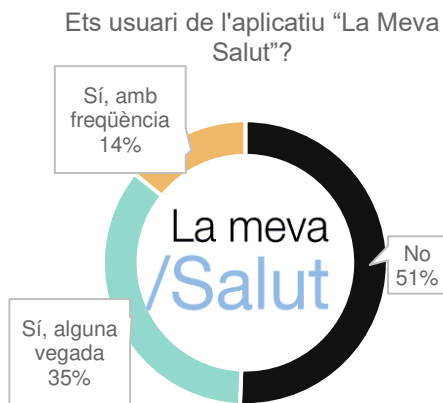 Ets usuari de l'aplicatiu “La Meva
Salut”?
Sí, amb
freqüència
14%
La meva
/Salut
No
51%
Sí, alguna
vegada
35%